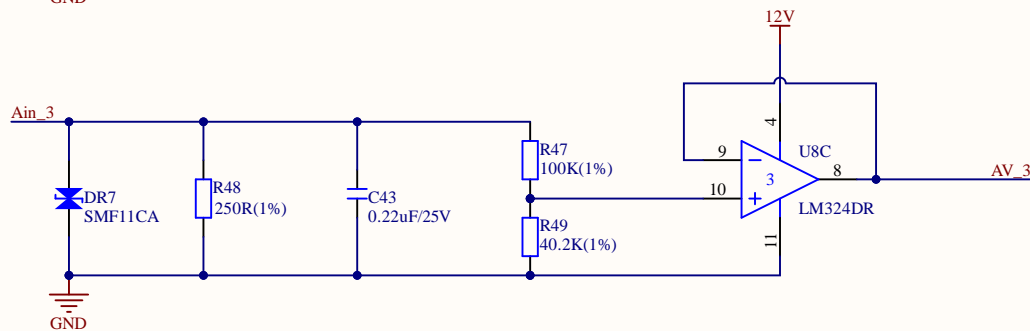 GND
12V
Ain_3
4
R47
100K(1%)
9
U8C
DR7
SMF11CA
R48
250R(1%)
C43
0.22uF/25V
3
8
AV_3
10
LM324DR
R49
40.2K(1%)
11
GND